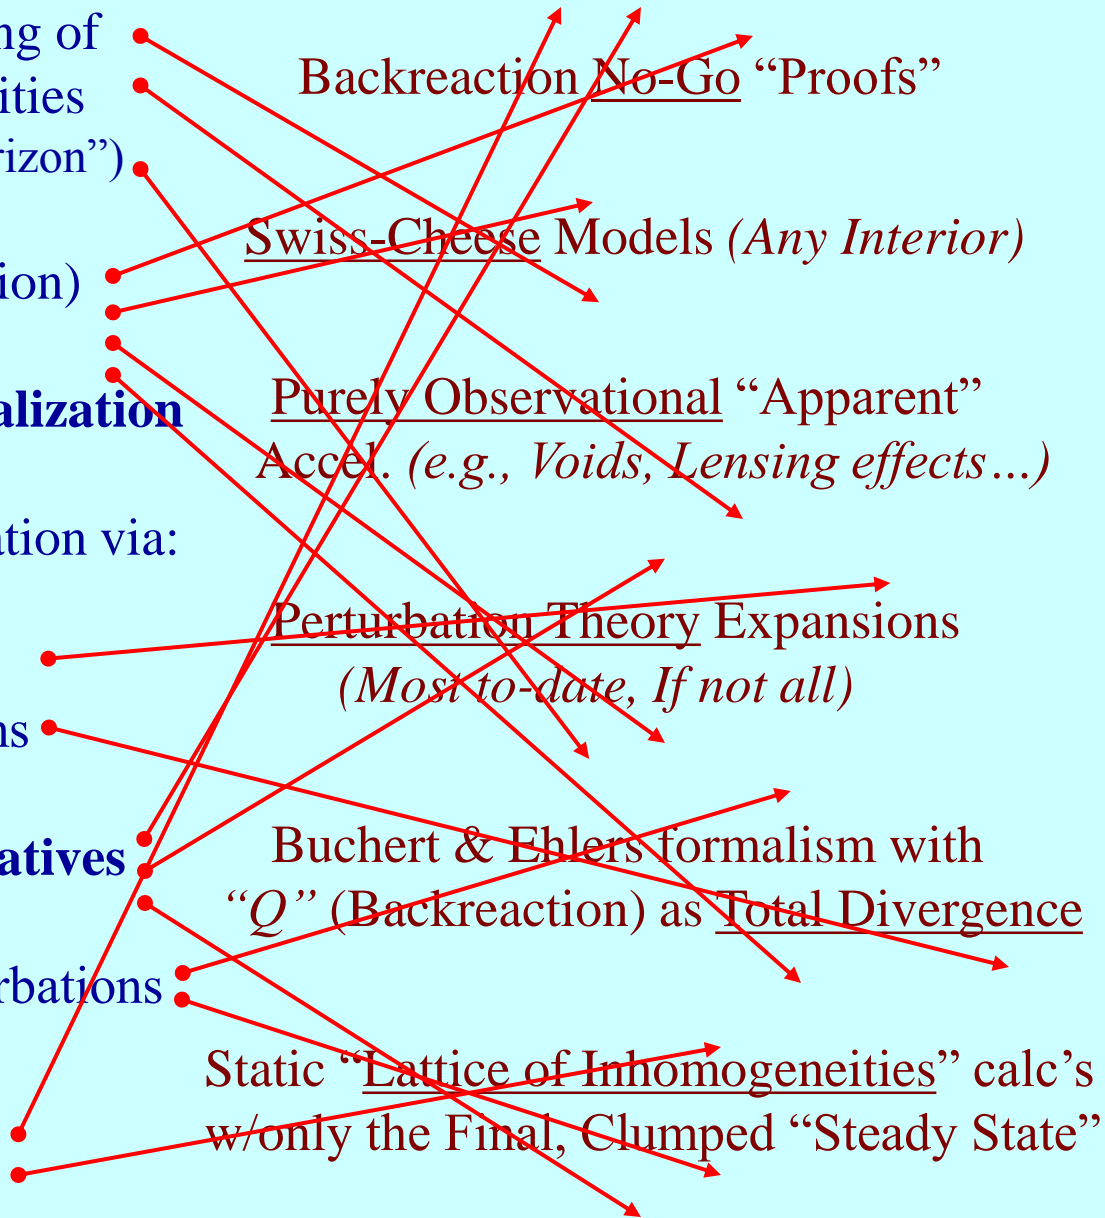 ng of
Backreaction No-Go “Proofs”
ities
rizon”)
Swiss-Cheese Models (Any Interior)
ion)
Purely Observational “Apparent”
alization
Accel. (e.g., Voids, Lensing effects…)
ation via:
Perturbation Theory Expansions
(Most to-date, If not all)
ns
Buchert & Ehlers formalism with
atives
“Q” (Backreaction) as Total Divergence
rbations
Static “Lattice of Inhomogeneities” calc’s
w/only the Final, Clumped “Steady State”